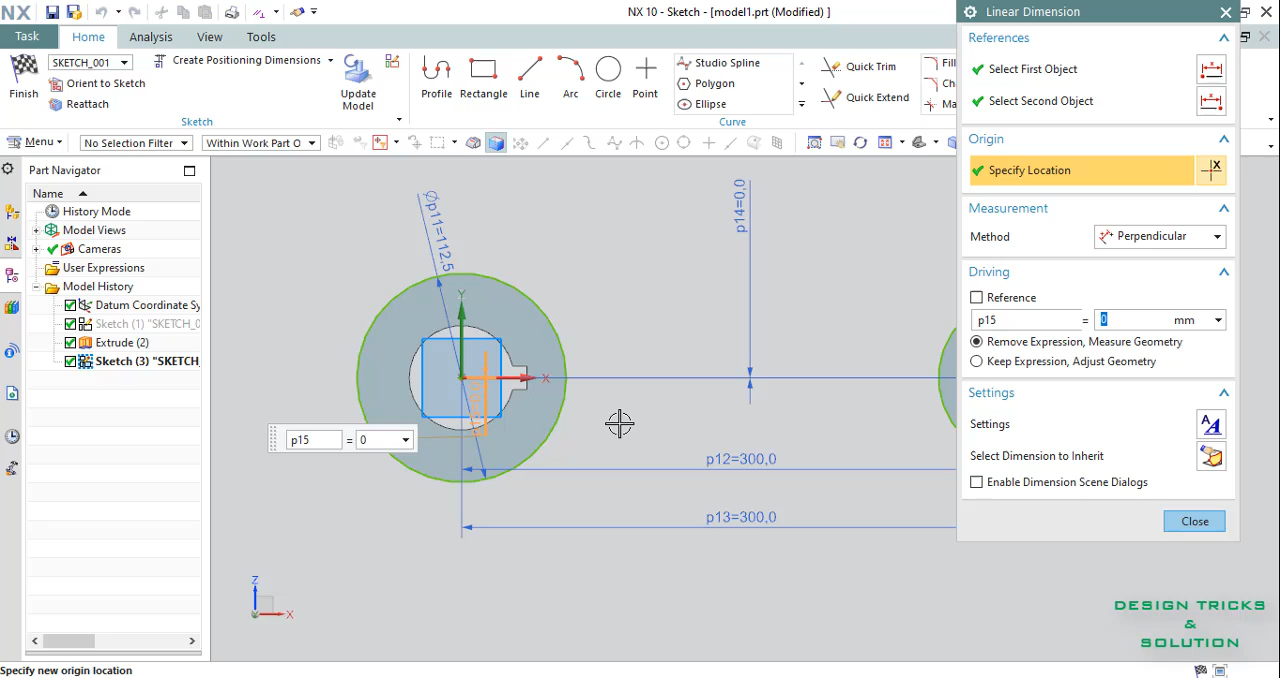 NX
NX 10 - Sketch - [model1.prt (Modified) ]
Task
Home
Analysis
View
Tools
SKETCH_001
Create Positioning Dimensions
Orient to Sketch
Reattach
Finish
Update Model
Sketch
Profile
Rectangle
Line
Arc
Circle
Point
Studio Spline
Polygon
Ellipse
Quick Trim
Quick Extend
Fil
Ch
Ma
Curve
Menu
No Selection Filter
Within Work Part O
Part Navigator
Name
History Mode
Model Views
Cameras
User Expressions
Model History
Datum Coordinate Sy
Sketch (1) "SKETCH_0
Extrude (2)
Sketch (3) "SKETCH_
Øp11=112,5
p14=0,0
Y
X
p15 = 0
p12=300,0
p13=300,0
Z
X
Linear Dimension
References
Select First Object
Select Second Object
Origin
Specify Location
Measurement
Method
Perpendicular
Driving
Reference
p15 = 0 mm
Remove Expression, Measure Geometry
Keep Expression, Adjust Geometry
Settings
Settings
Select Dimension to Inherit
Enable Dimension Scene Dialogs
Close
DESIGN TRICKS
&
SOLUTION
Specify new origin location